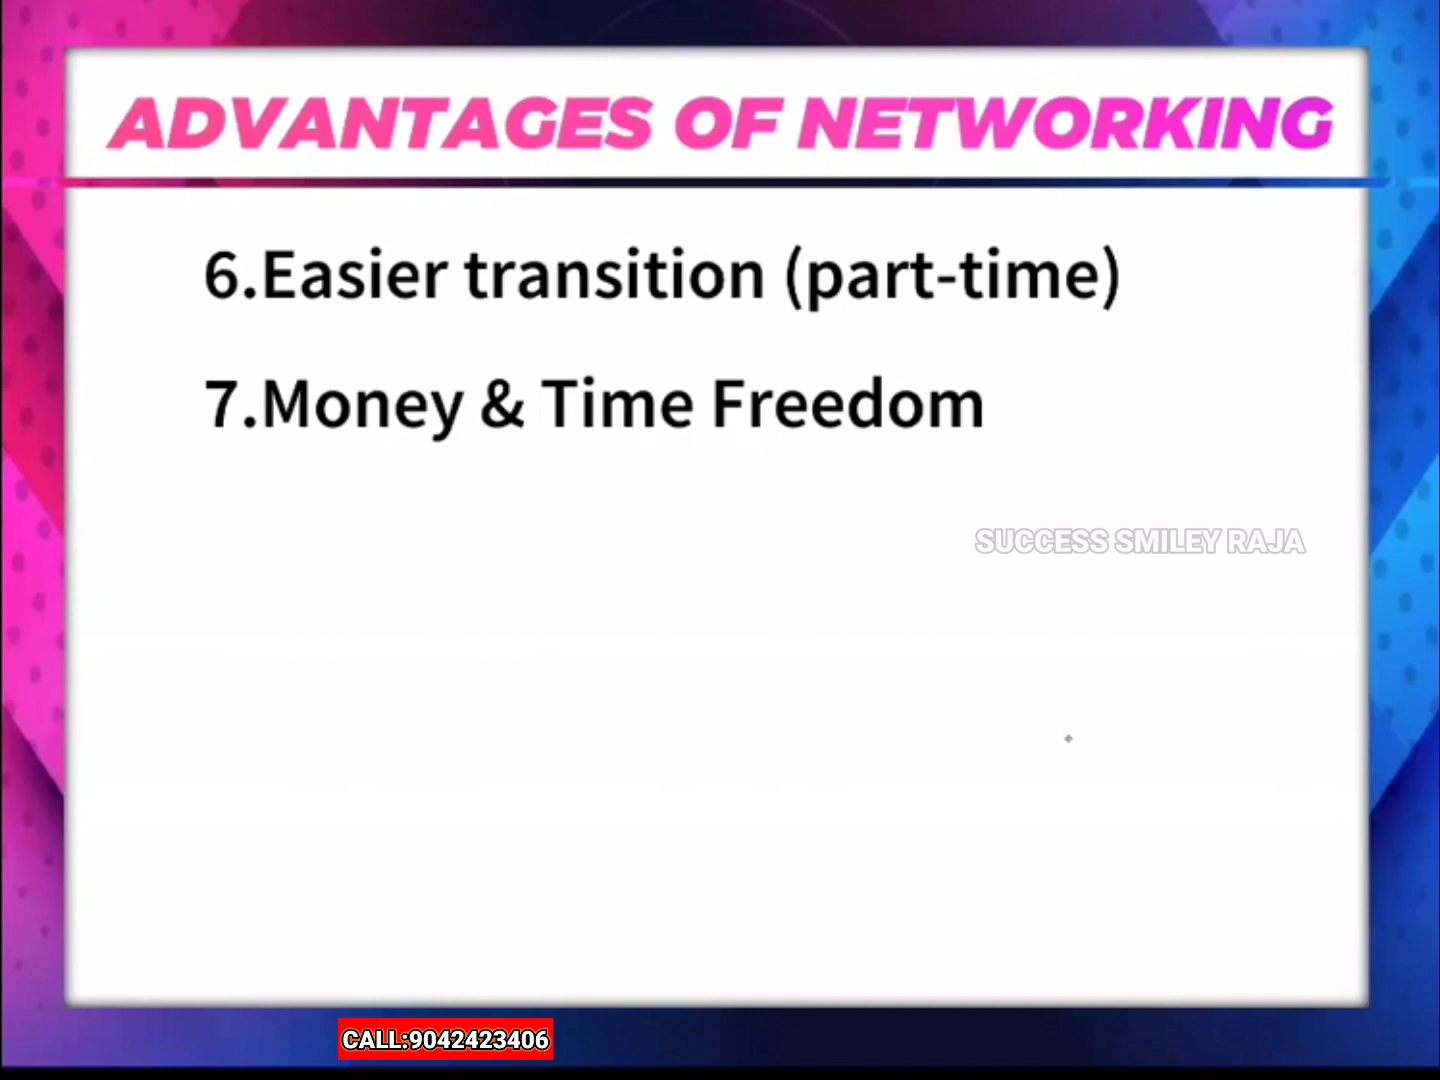 ADVANTAGES OF NETWORKING
6.Easier transition (part-time)
7.Money & Time Freedom
SUCCESS SMILEY RAJA
CALL:9042423406